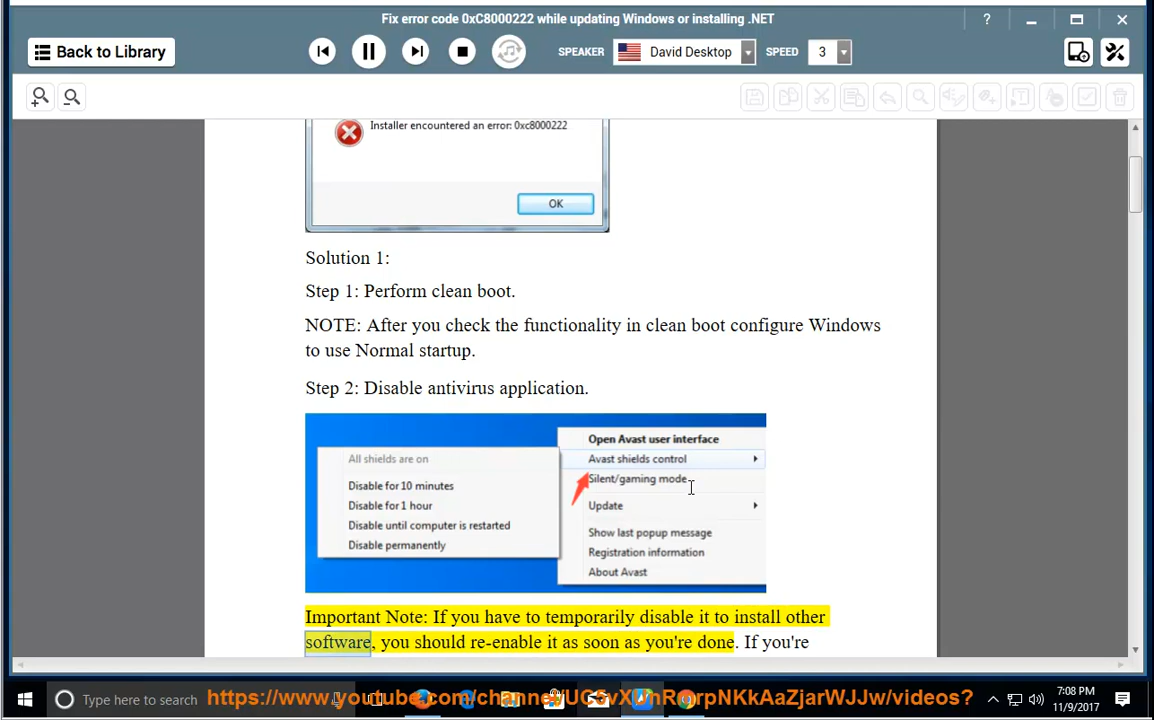 Fix error code 0xC8000222 while updating Windows or installing .NET
?
Back to Library
SPEAKER
David Desktop
SPEED
3
Installer encountered an error: 0xc8000222
OK
Solution 1:
Step 1: Perform clean boot.
NOTE: After you check the functionality in clean boot configure Windows
to use Normal startup.
Step 2: Disable antivirus application.
Open Avast user interface
All shields are on
Avast shields control
Silent/gaming mode
Disable for 10 minutes
Disable for 1 hour
Update
Disable until computer is restarted
Show last popup message
Disable permanently
Registration information
About Avast
Important Note: If you have to temporarily disable it to install other
software, you should re-enable it as soon as you're done. If you're
Type here to search
7:08 PM
11/9/2017